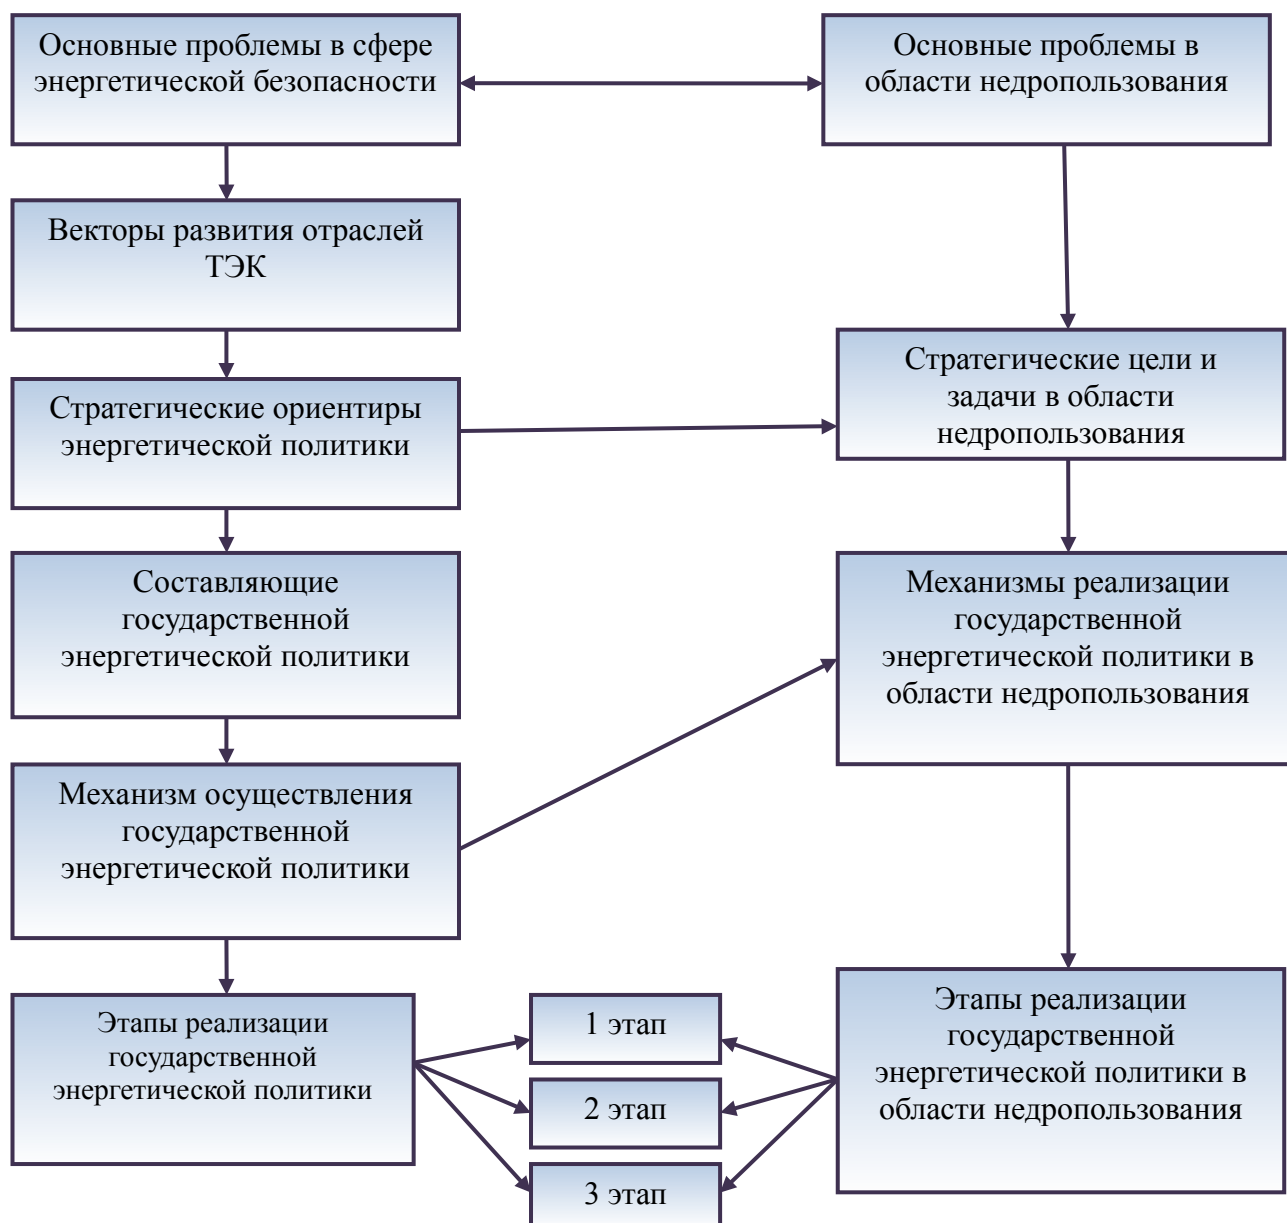 Основные проблемы в сфере
энергетической безопасности
Основные проблемы в
области недропользования
Векторы развития отраслей
ТЭК
Стратегические ориентиры
энергетической политики
Стратегические цели и
задачи в области
недропользования
Составляющие
государственной
энергетической политики
Механизмы реализации
государственной
энергетической политики в
области недропользования
Механизм осуществления
государственной
энергетической политики
Этапы реализации
государственной
энергетической политики
1 этап
2 этап
3 этап
Этапы реализации
государственной
энергетической политики в
области недропользования